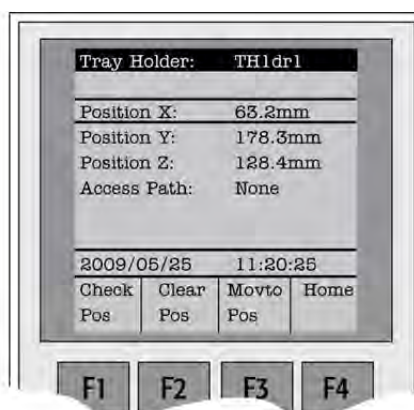 Tray Holder: TH1dr1
Position X: 63.2mm
Position Y: 178.3mm
Position Z: 128.4mm
Access Path: None
2009/05/25 11:20:25
Check Clear Movto Home
Pos Pos Pos
F1 F2 F3 F4